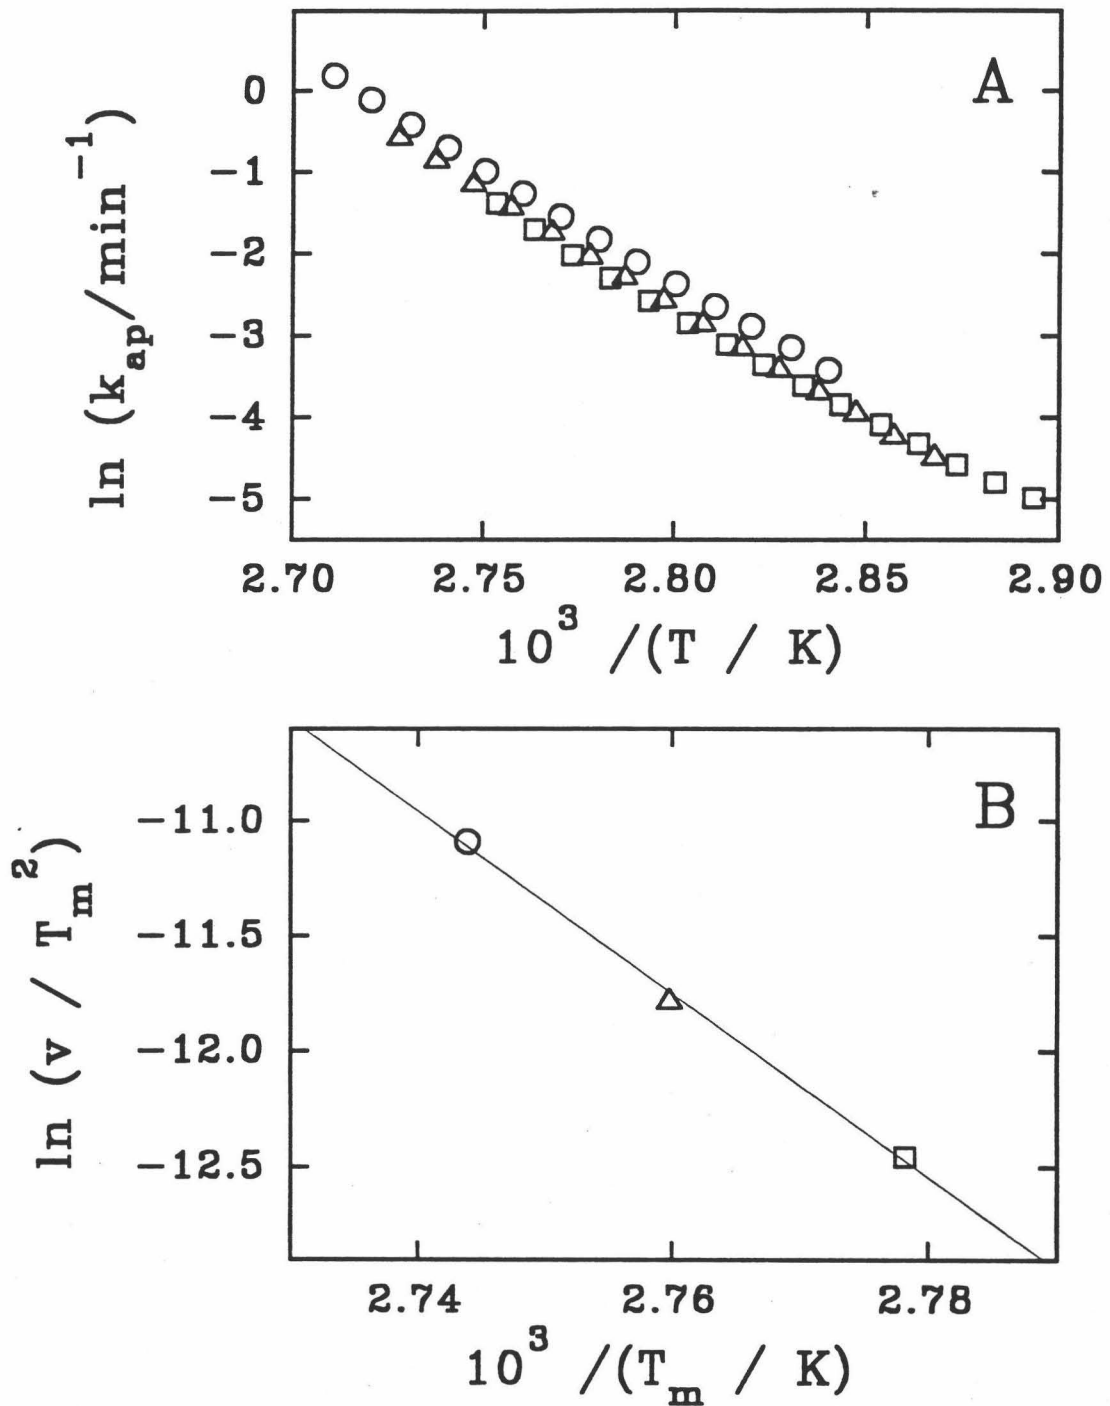 A
ln (k_ap/min^-1)
0
-1
-2
-3
-4
-5
2.70 2.75 2.80 2.85 2.90
10^3 /(T / K)
B
ln (v / T_m^2)
-11.0
-11.5
-12.0
-12.5
2.74 2.76 2.78
10^3 /(T_m / K)